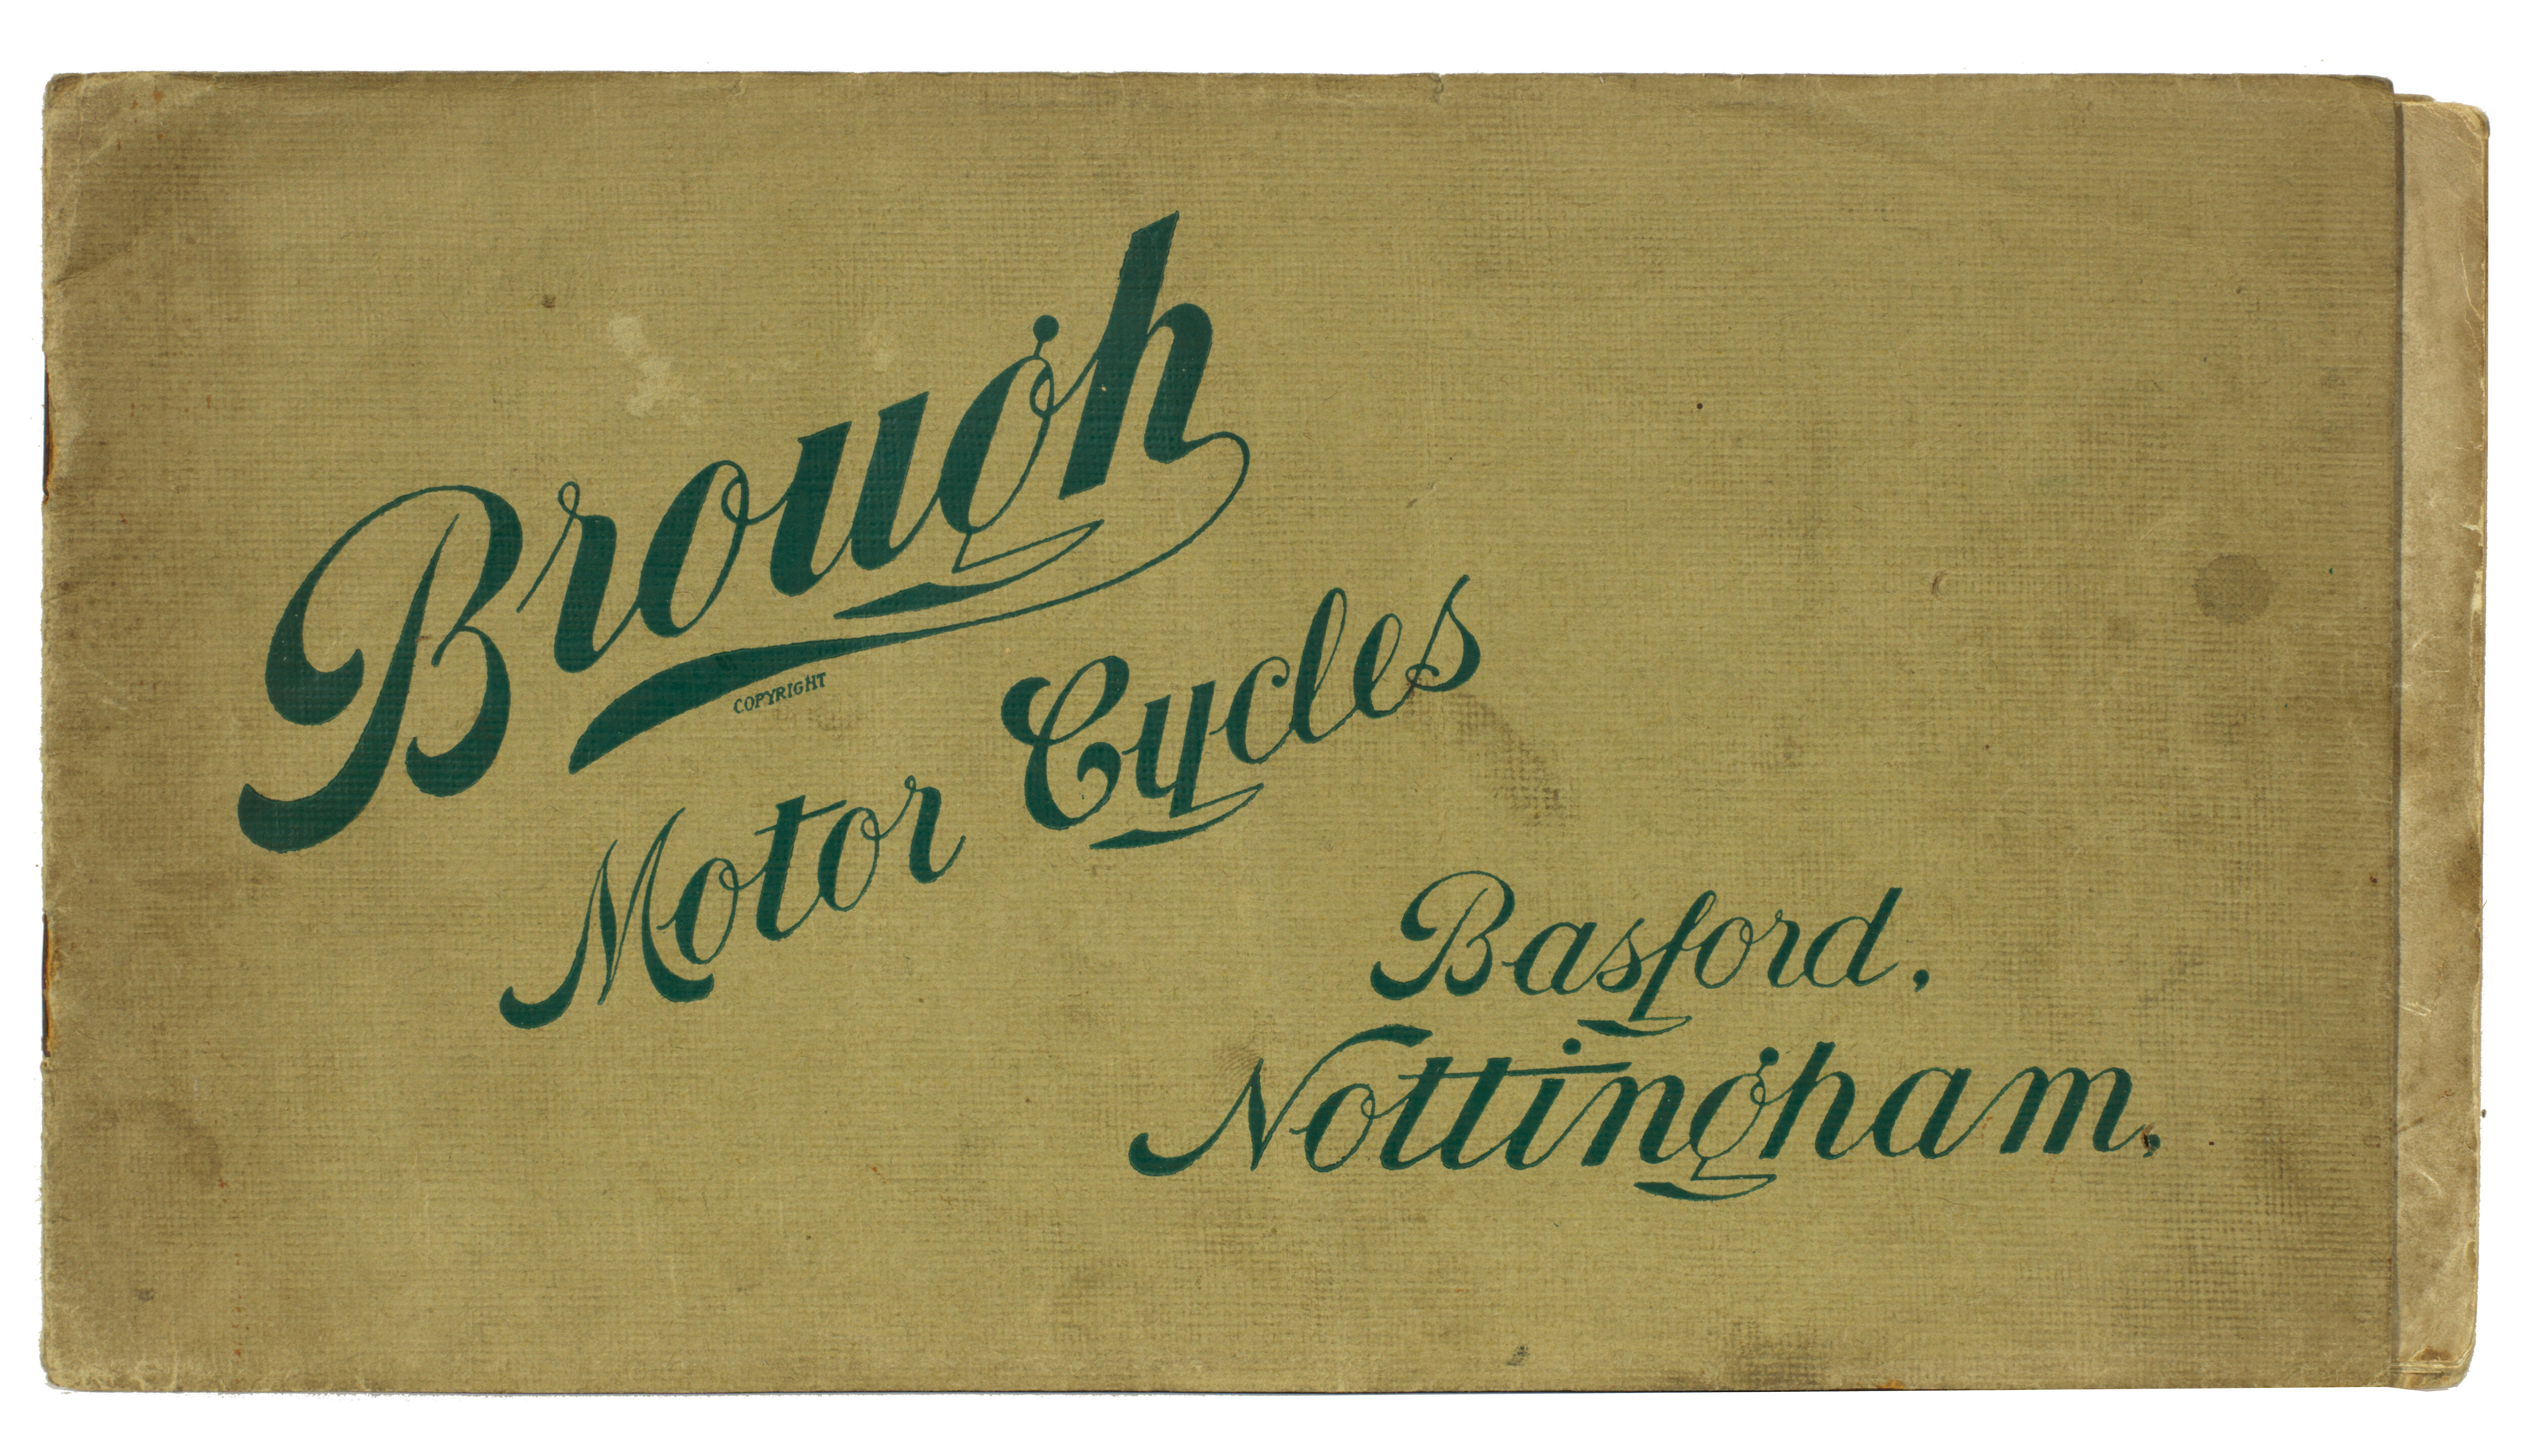 Brough
COPYRIGHT
Motor Cycles
Basford,
Nottingham.